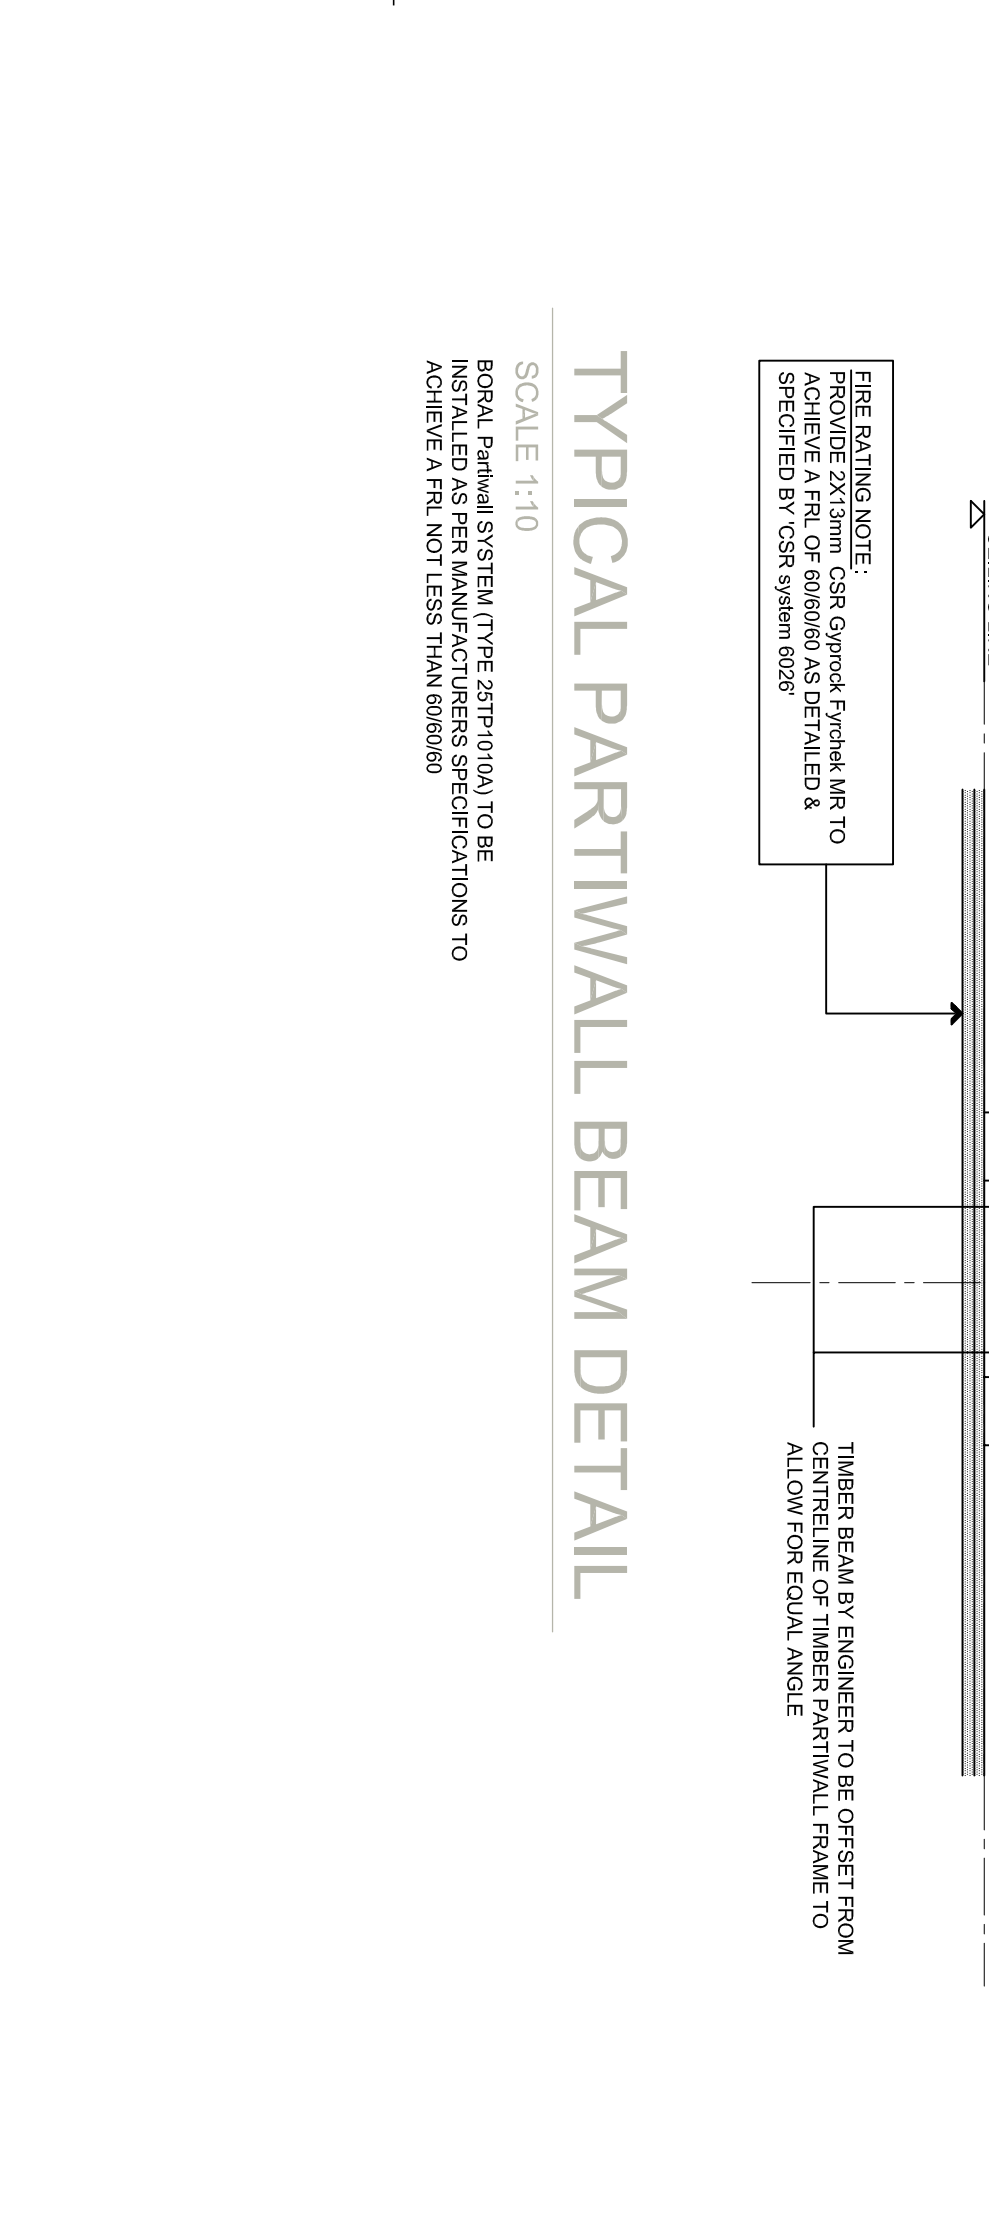 FIRE RATING NOTE :
PROVIDE 2X13mm CSR Gyprock Fyrchek MR TO
ACHIEVE A FRL OF 60/60/60 AS DETAILED &
SPECIFIED BY 'CSR system 6026'
TIMBER BEAM BY ENGINEER TO BE OFFSET FROM
CENTRELINE OF TIMBER PARTIWALL FRAME TO
ALLOW FOR EQUAL ANGLE
TYPICAL PARTIWALL BEAM DETAIL
SCALE 1:10
BORAL Partiwall SYSTEM (TYPE 25TP1010A) TO BE
INSTALLED AS PER MANUFACTURERS SPECIFICATIONS TO
ACHIEVE A FRL NOT LESS THAN 60/60/60